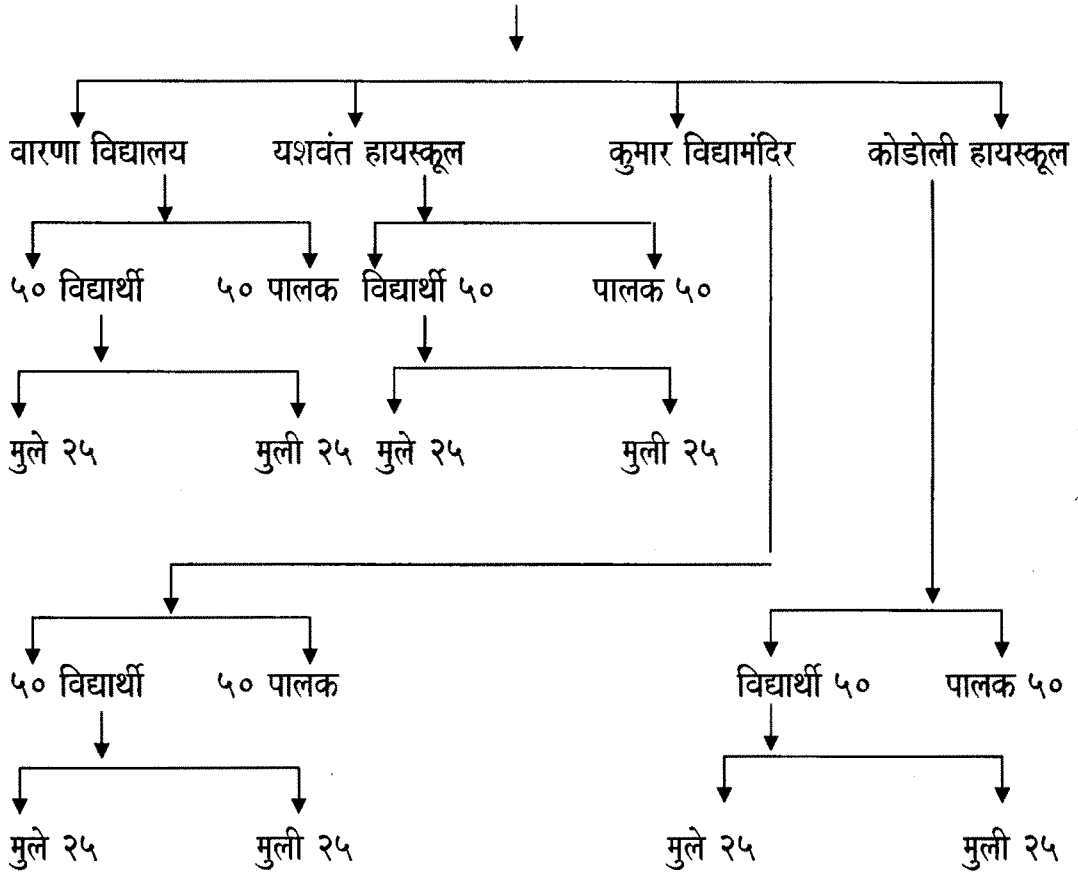 वारणा विद्यालय यशवंत हायस्कूल कुमार विद्यामंदिर कोडोली हायस्कूल
५० विद्यार्थी ५० पालक विद्यार्थी ५० पालक ५०
मुले २५ मुली २५ मुले २५ मुली २५
५० विद्यार्थी ५० पालक विद्यार्थी ५० पालक ५०
मुले २५ मुली २५ मुले २५ मुली २५